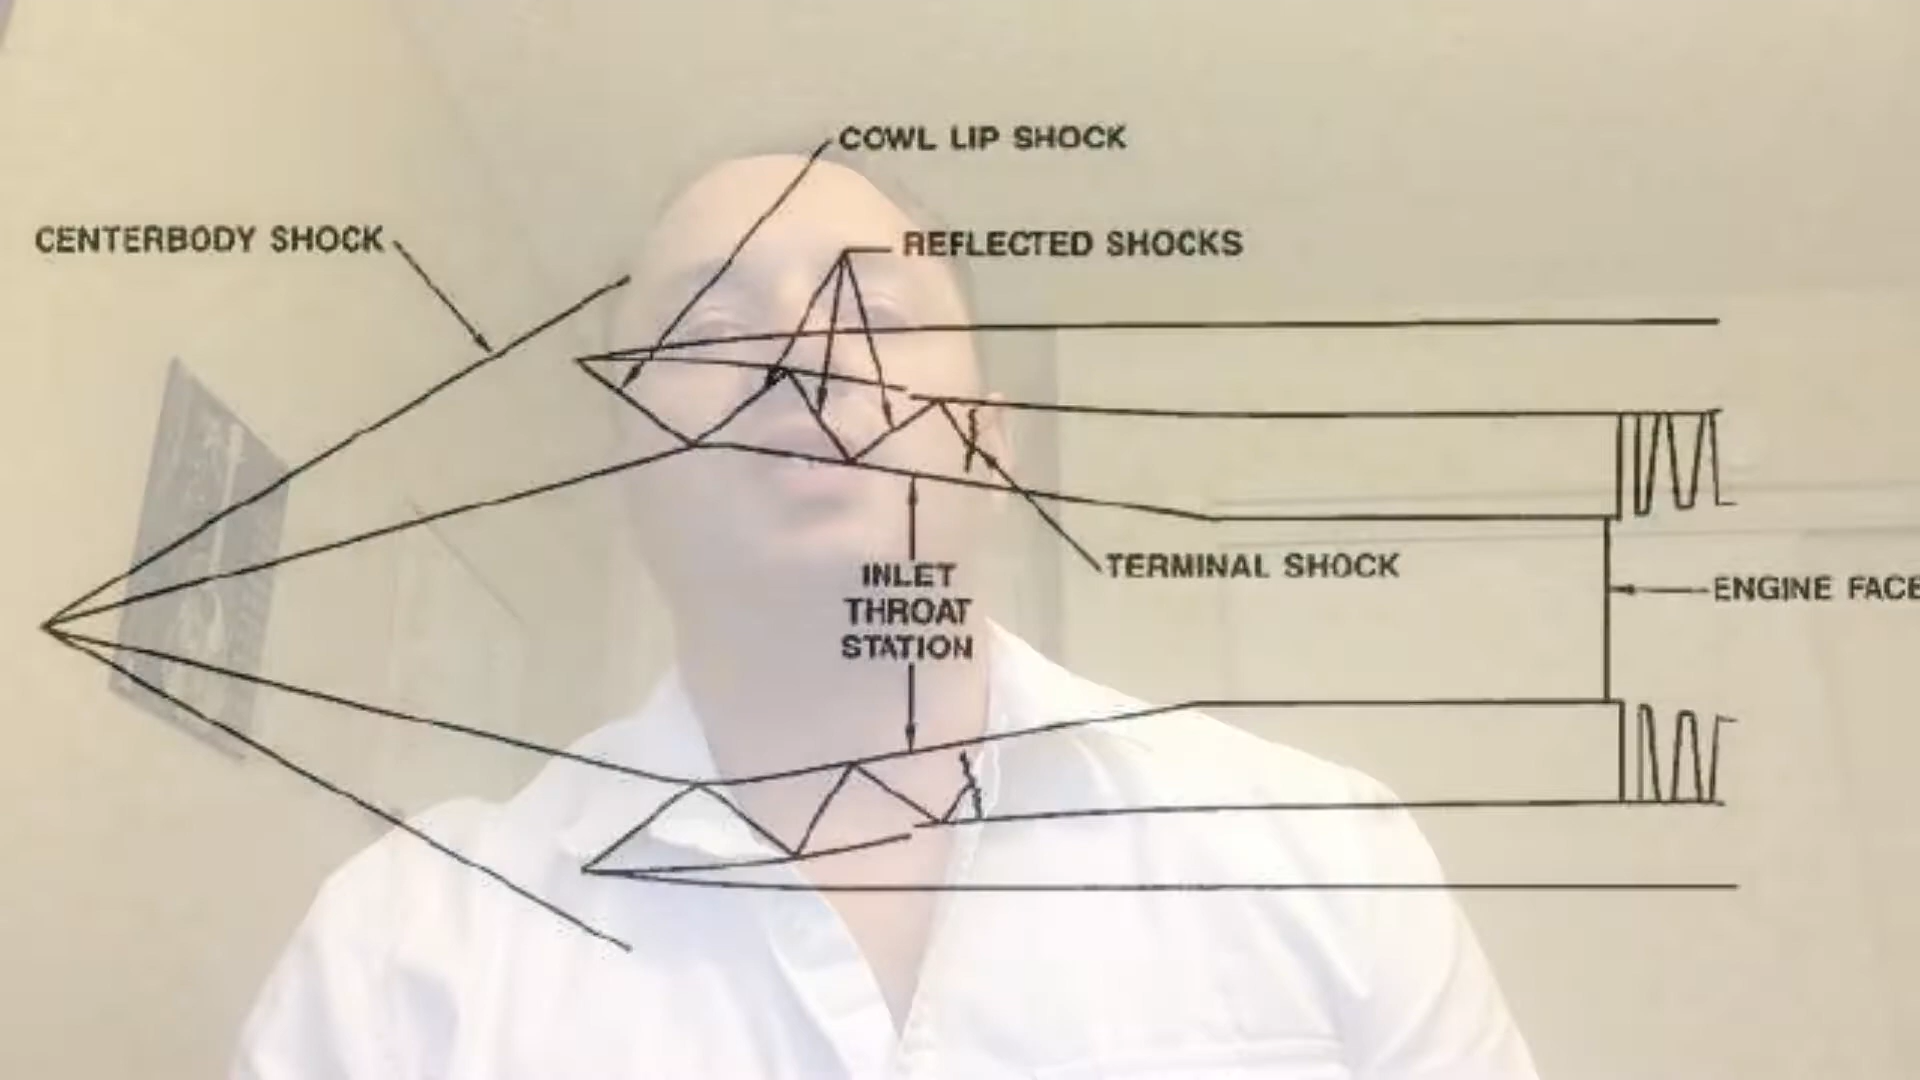 COWL LIP SHOCK
CENTERBODY SHOCK
REFLECTED SHOCKS
INLET
THROAT
STATION
TERMINAL SHOCK
ENGINE FACE